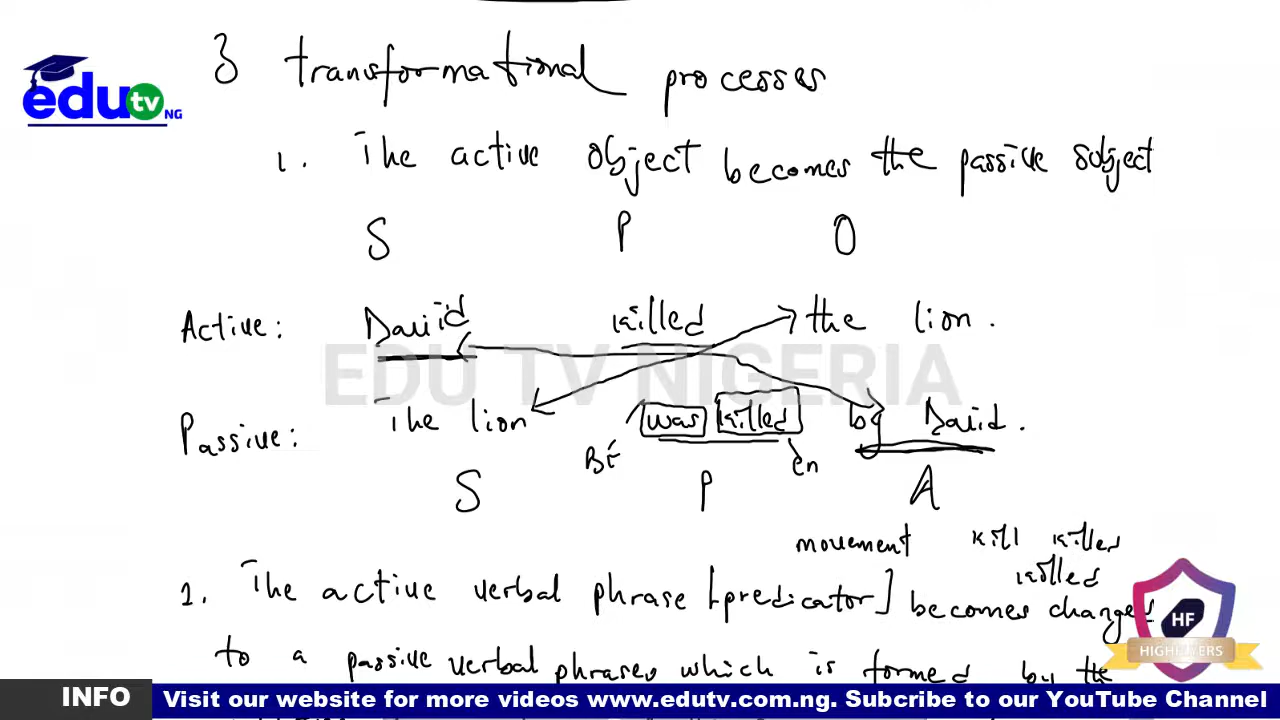 3 transformational processes
edutv NG
1. The active object becomes the passive subject
S P O
Active: David killed the lion.
EDU TV NIGERIA
Passive: The lion was killed by David.
BE en
S P A
movement kill killed
killed
2. The active verbal phrase [predicator] becomes changed
HF
to a passive verbal phrases which is formed by the
HIGHFLYERS
INFO Visit our website for more videos www.edutv.com.ng. Subcribe to our YouTube Channel